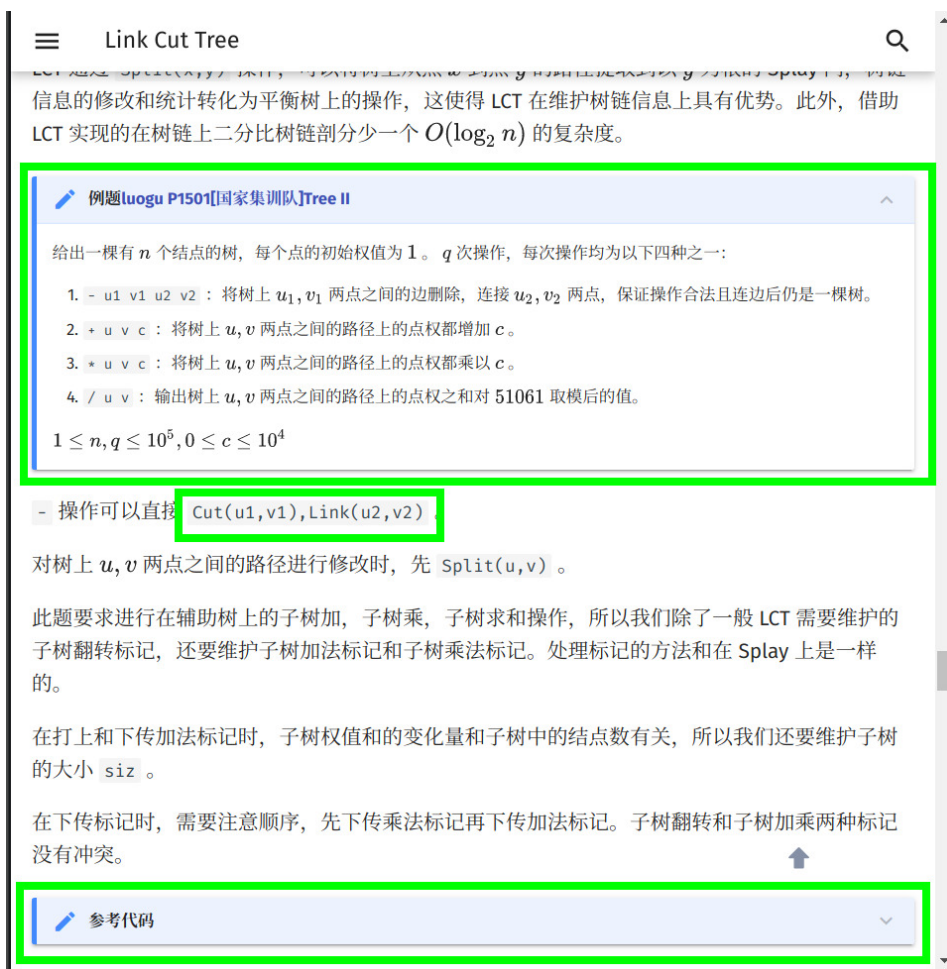 Link Cut Tree
信息的修改和统计转化为平衡树上的操作，这使得 LCT 在维护树链信息上具有优势。此外，借助
LCT 实现的在树链上二分比树链剖分少一个 O(log₂ n) 的复杂度。
例题luogu P1501[国家集训队]Tree II
给出一棵有 n 个结点的树，每个点的初始权值为 1 。 q 次操作，每次操作均为以下四种之一：
1. - u1 v1 u2 v2 ： 将树上 u₁, v₁ 两点之间的边删除，连接 u₂, v₂ 两点，保证操作合法且连边后仍是一棵树。
2. + u v c ： 将树上 u, v 两点之间的路径上的点权都增加 c 。
3. * u v c ： 将树上 u, v 两点之间的路径上的点权都乘以 c 。
4. / u v ： 输出树上 u, v 两点之间的路径上的点权之和对 51061 取模后的值。
1 ≤ n, q ≤ 10⁵, 0 ≤ c ≤ 10⁴
- 操作可以直接 Cut(u1,v1),Link(u2,v2) 。
对树上 u, v 两点之间的路径进行修改时，先 Split(u,v) 。
此题要求进行在辅助树上的子树加，子树乘，子树求和操作，所以我们除了一般 LCT 需要维护的
子树翻转标记，还要维护子树加法标记和子树乘法标记。处理标记的方法和在 Splay 上是一样
的。
在打上和下传加法标记时，子树权值和的变化量和子树中的结点数有关，所以我们还要维护子树
的大小 siz 。
在下传标记时，需要注意顺序，先下传乘法标记再下传加法标记。子树翻转和子树加乘两种标记
没有冲突。
参考代码